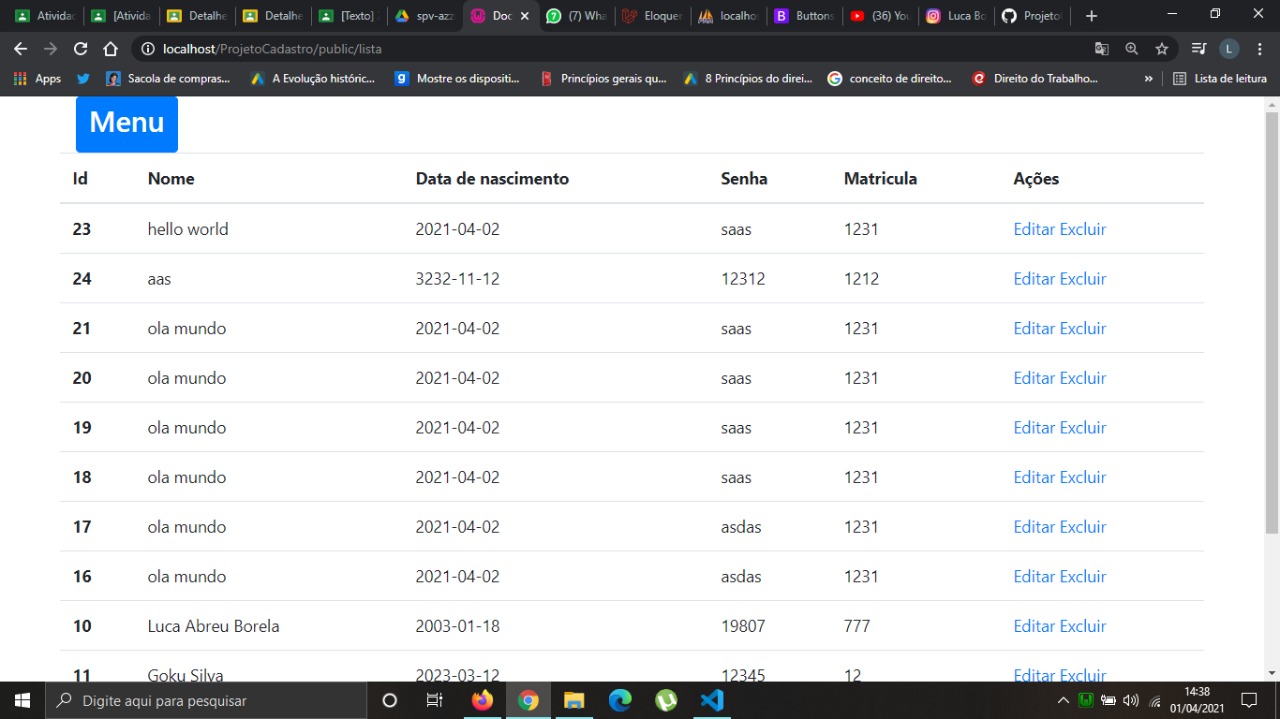 Ativida [Ativida Detalhe Detalhe [Texto] spv-az Doc (7) Wha Eloquer localho Buttons (36) You Luca Bo Projeto
localhost/ProjetoCadastro/public/lista L
Apps Sacola de compras... A Evolução históric... Mostre os dispositi... Princípios gerais qu... 8 Princípios do direi... conceito de direito... Direito do Trabalho... » Lista de leitura
Menu
Id Nome Data de nascimento Senha Matricula Ações
23 hello world 2021-04-02 saas 1231 Editar Excluir
24 aas 3232-11-12 12312 1212 Editar Excluir
21 ola mundo 2021-04-02 saas 1231 Editar Excluir
20 ola mundo 2021-04-02 saas 1231 Editar Excluir
19 ola mundo 2021-04-02 saas 1231 Editar Excluir
18 ola mundo 2021-04-02 saas 1231 Editar Excluir
17 ola mundo 2021-04-02 asdas 1231 Editar Excluir
16 ola mundo 2021-04-02 asdas 1231 Editar Excluir
10 Luca Abreu Borela 2003-01-18 19807 777 Editar Excluir
11 Goku Silva 2023-03-12 12345 12 Editar Excluir
Digite aqui para pesquisar
14:38
01/04/2021